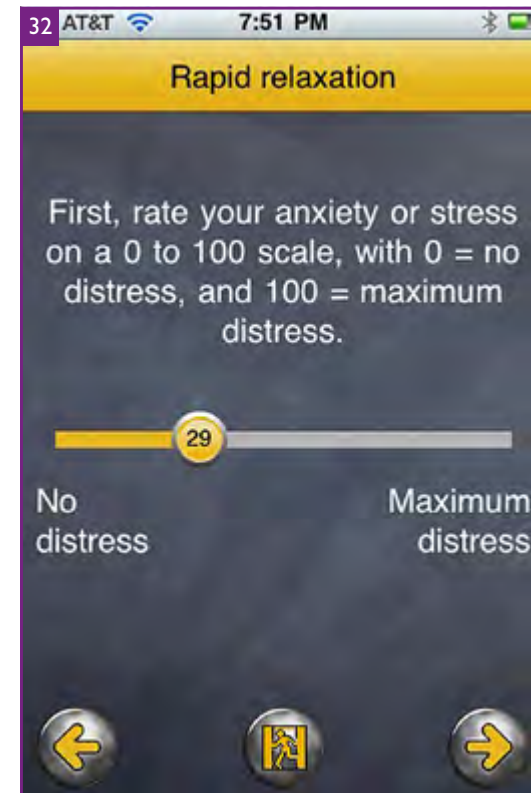 32 AT&T 7:51 PM
Rapid relaxation
First, rate your anxiety or stress
on a 0 to 100 scale, with 0 = no
distress, and 100 = maximum
distress.
29
No Maximum
distress distress